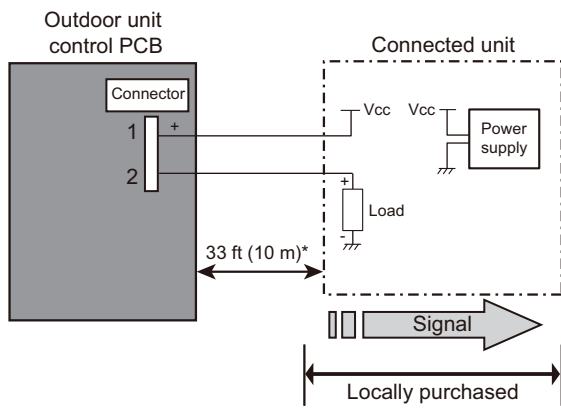 Outdoor unit
control PCB
Connected unit
Connector
1
+
2
Vcc
Vcc
Power
supply
+
Load
-
33 ft (10 m)*
Signal
Locally purchased